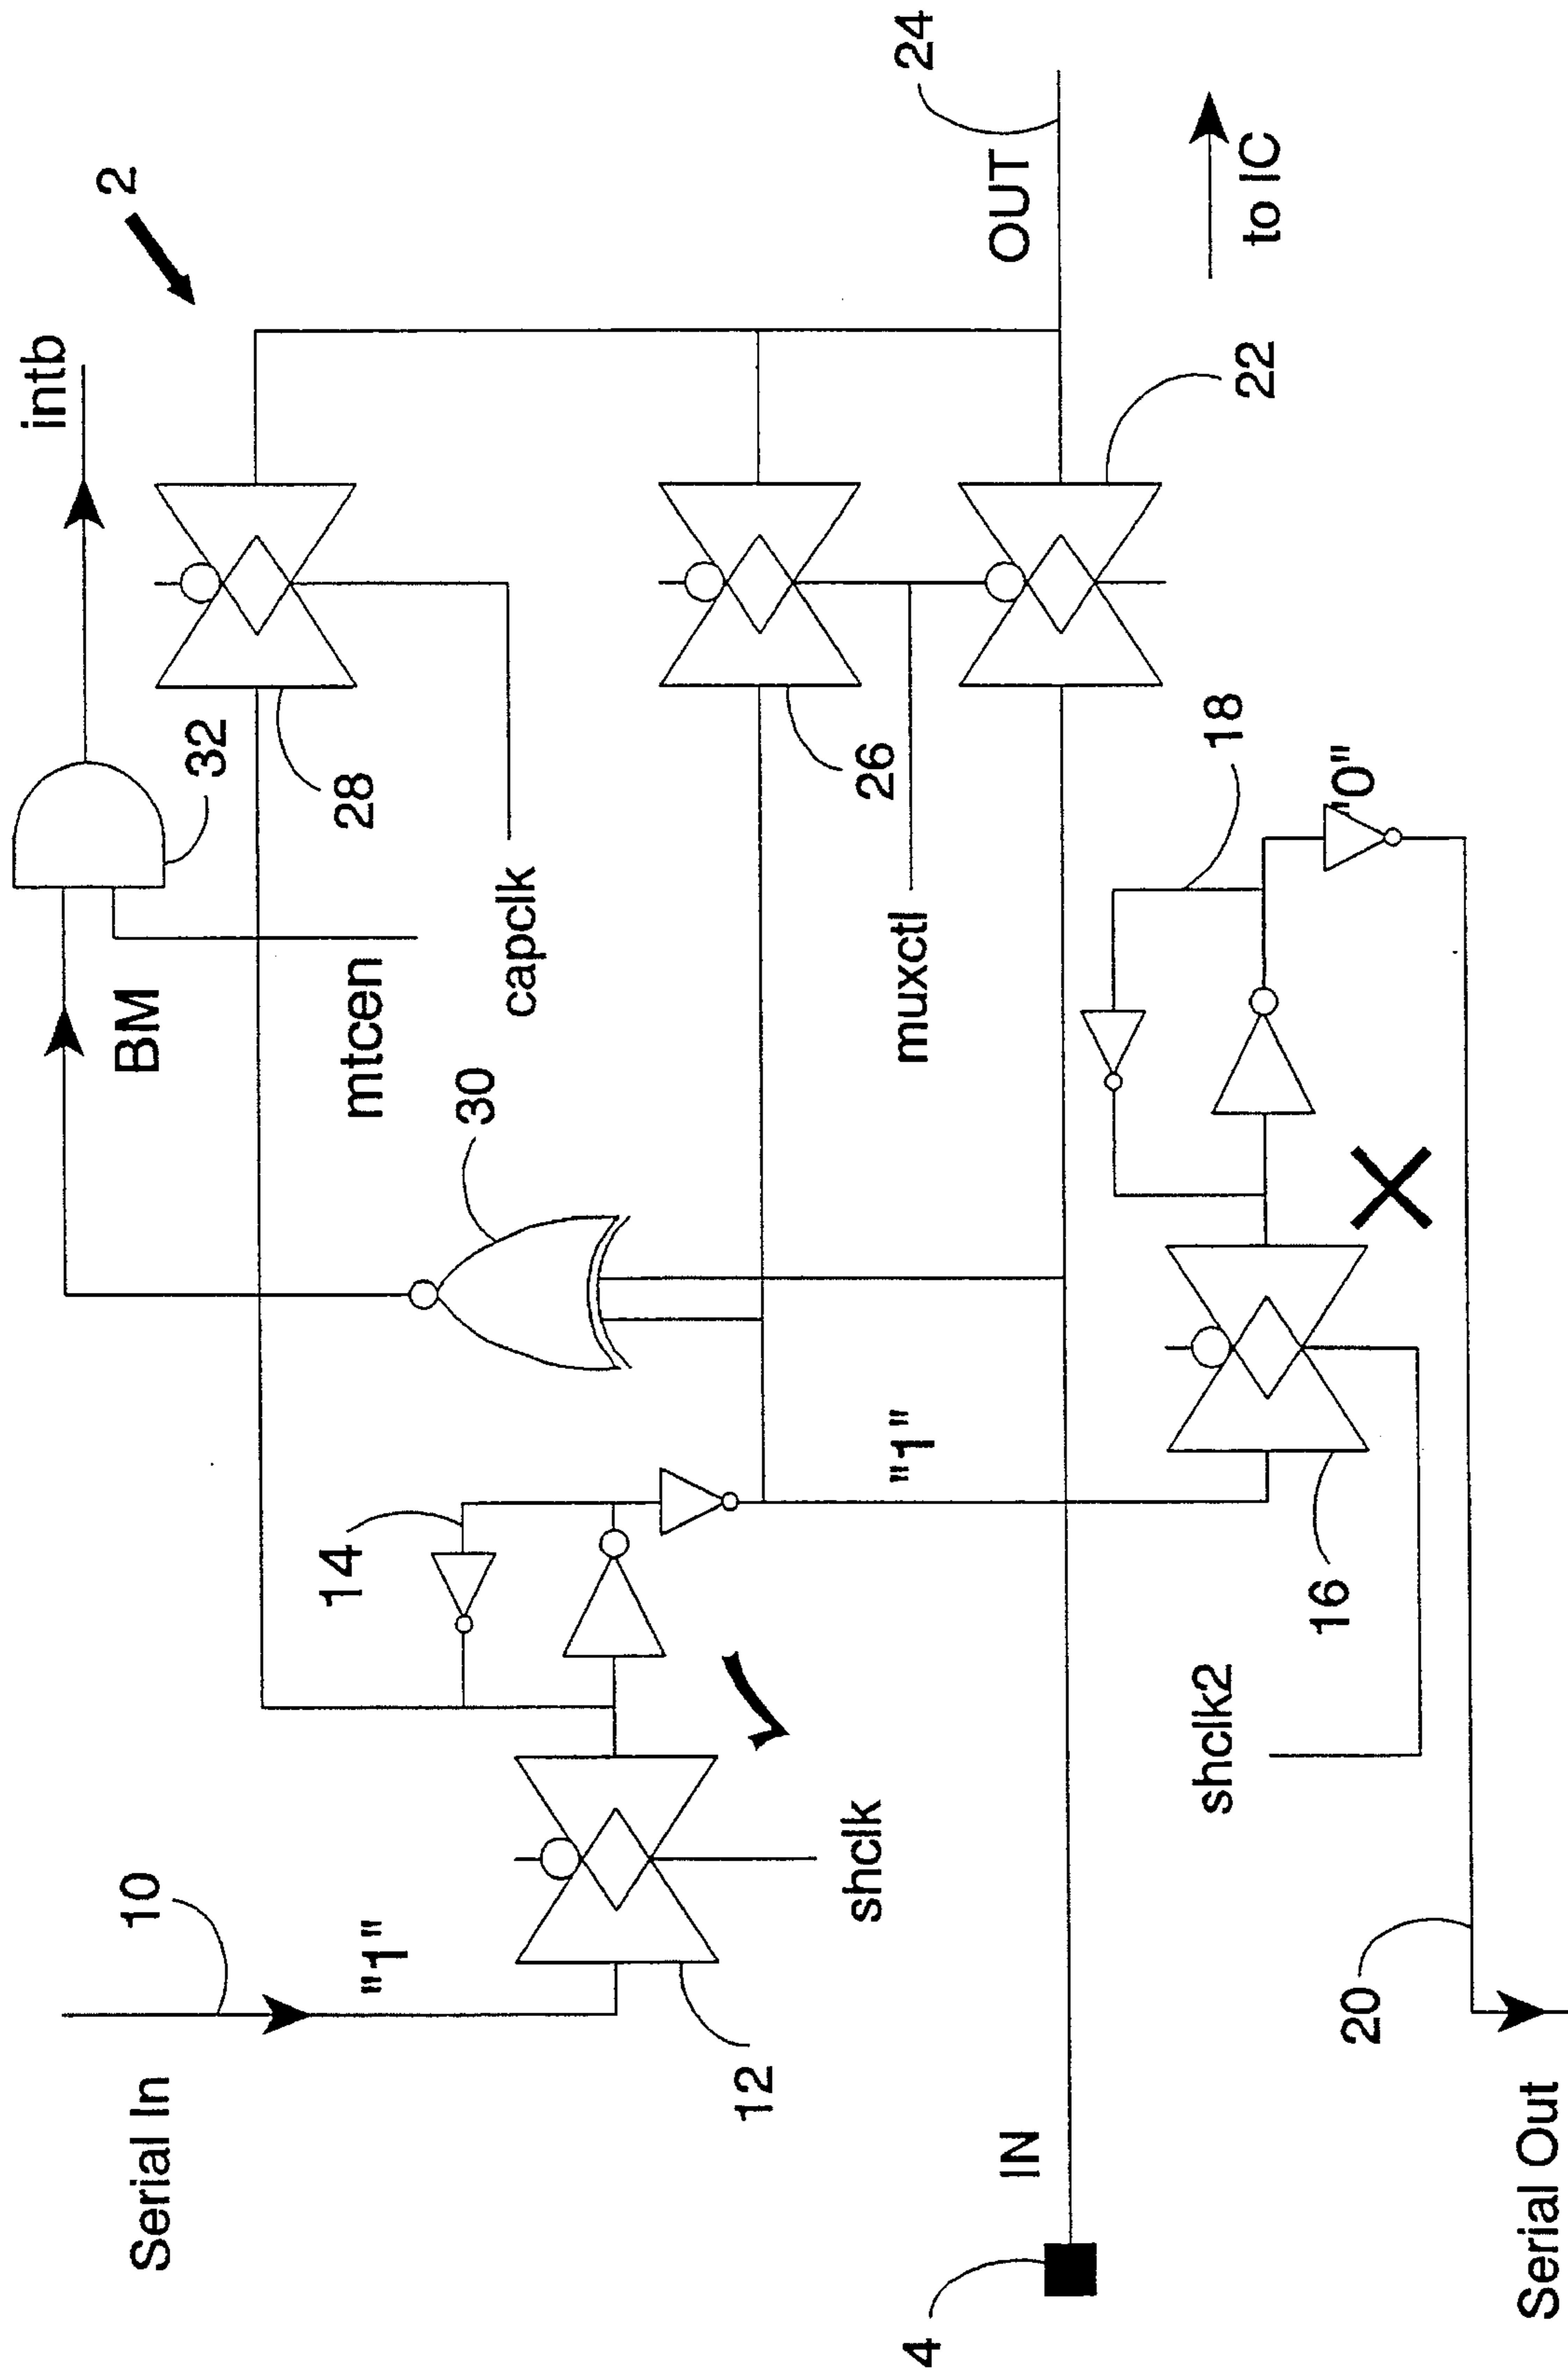 2
intb
32
28
BM
mtcen
capclk
30
14
10
Serial In
"1"
12
shclk
26
muxctl
"1"
OUT
24
22
to IC
18
"0"
16
shclk2
IN
4
20
Serial Out